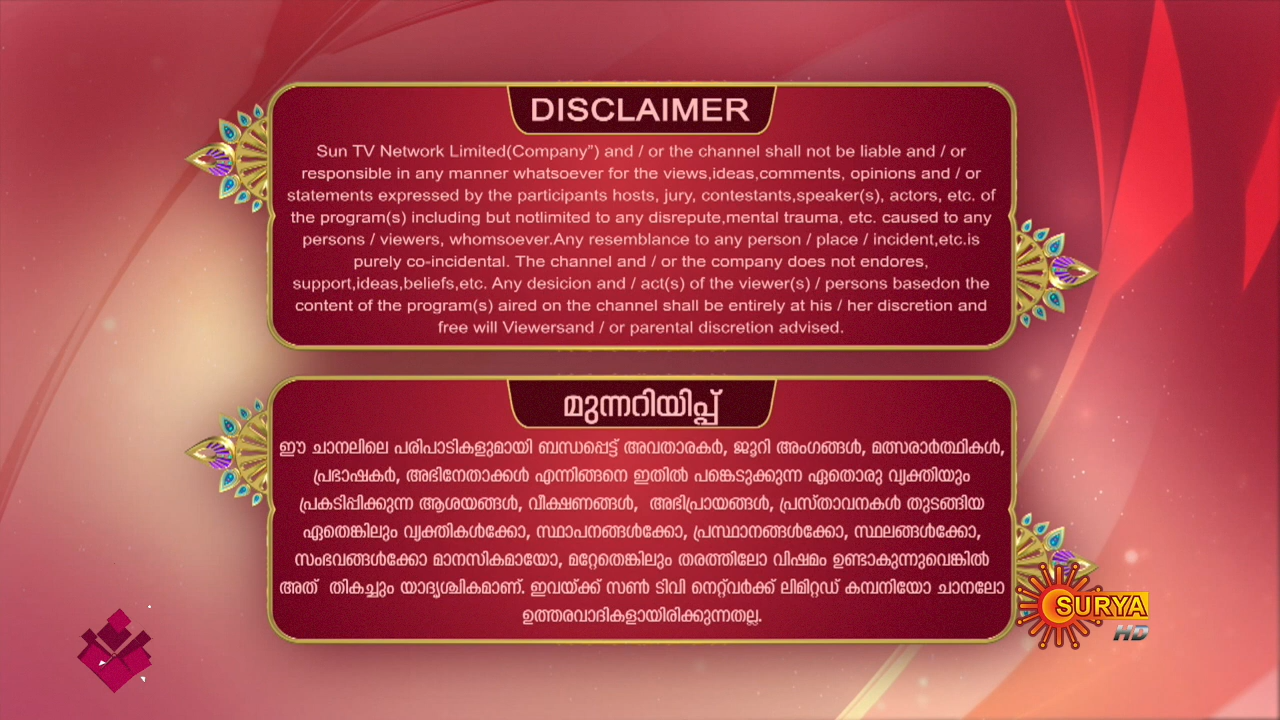 DISCLAIMER
Sun TV Network Limited(Company”) and / or the channel shall not be liable and / or
responsible in any manner whatsoever for the views,ideas,comments, opinions and / or
statements expressed by the participants hosts, jury, contestants,speaker(s), actors, etc. of
the program(s) including but notlimited to any disrepute,mental trauma, etc. caused to any
persons / viewers, whomsoever.Any resemblance to any person / place / incident,etc.is
purely co-incidental. The channel and / or the company does not endores,
support,ideas,beliefs,etc. Any desicion and / act(s) of the viewer(s) / persons basedon the
content of the program(s) aired on the channel shall be entirely at his / her discretion and
free will Viewersand / or parental discretion advised.
മുന്നറിയിപ്പ്
ഈ ചാനലിലെ പരിപാടികളുമായി ബന്ധപ്പെട്ട് അവതാരകർ, ജൂറി അംഗങ്ങൾ, മത്സരാർത്ഥികൾ,
പ്രഭാഷകർ, അഭിനേതാക്കൾ എന്നിങ്ങനെ ഇതിൽ പങ്കെടുക്കുന്ന ഏതൊരു വ്യക്തിയും
പ്രകടിപ്പിക്കുന്ന ആശയങ്ങൾ, വീക്ഷണങ്ങൾ, അഭിപ്രായങ്ങൾ, പ്രസ്താവനകൾ തുടങ്ങിയ
ഏതെങ്കിലും വ്യക്തികൾക്കോ, സ്ഥാപനങ്ങൾക്കോ, പ്രസ്ഥാനങ്ങൾക്കോ, സ്ഥലങ്ങൾക്കോ,
സംഭവങ്ങൾക്കോ മാനസികമായോ, മറ്റേതെങ്കിലും തരത്തിലോ വിഷമം ഉണ്ടാകുന്നുവെങ്കിൽ
അത് തികച്ചും യാദൃശ്ചികമാണ്. ഇവയ്ക്ക് സൺ ടിവി നെറ്റ്‌വർക്ക് ലിമിറ്റഡ് കമ്പനിയോ ചാനലോ
ഉത്തരവാദികളായിരിക്കുന്നതല്ല.
SURYA
HD